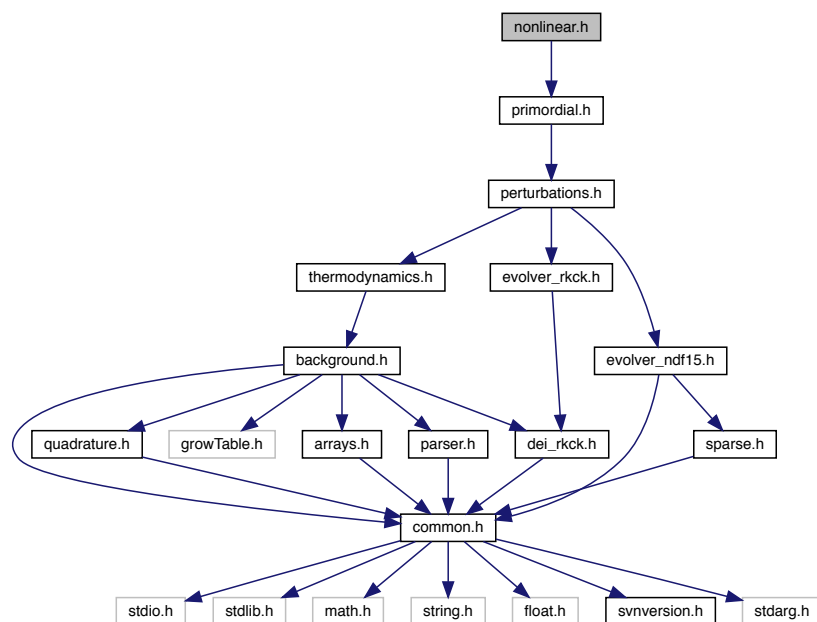 nonlinear.h
primordial.h
perturbations.h
thermodynamics.h
evolver_rkck.h
background.h
evolver_ndf15.h
quadrature.h
growTable.h
arrays.h
parser.h
dei_rkck.h
sparse.h
common.h
stdio.h
stdlib.h
math.h
string.h
float.h
svnversion.h
stdarg.h